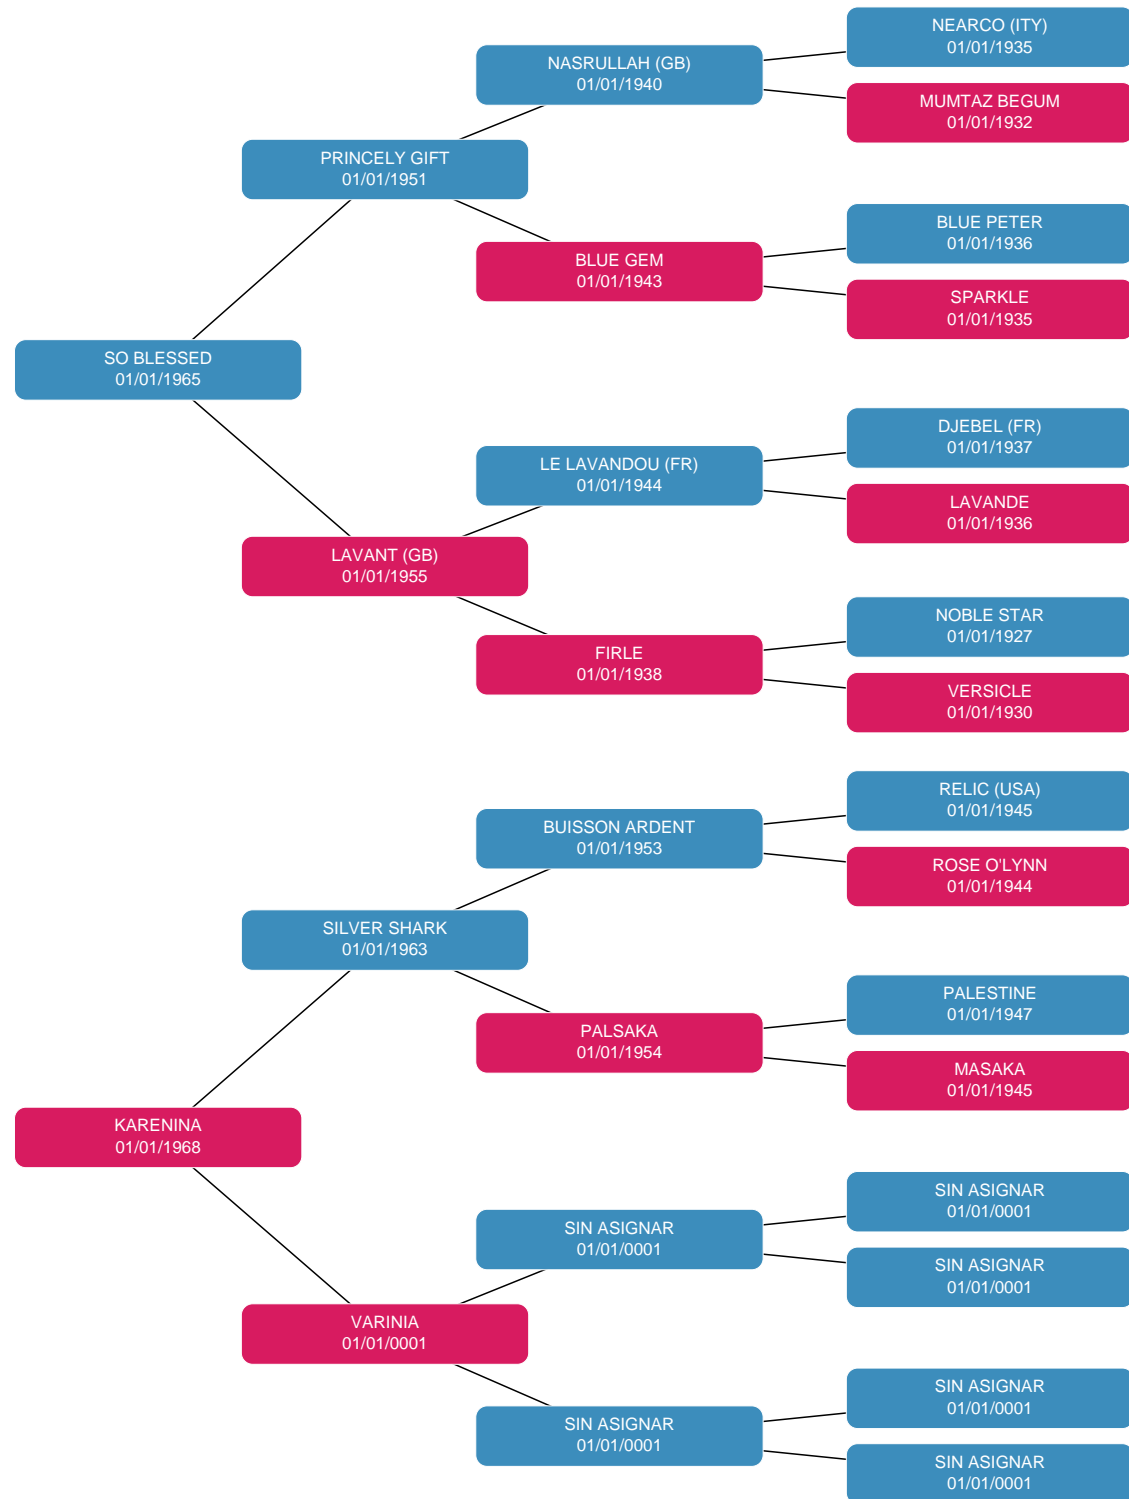 NEARCO (ITY)
01/01/1935
NASRULLAH (GB)
01/01/1940
MUMTAZ BEGUM
01/01/1932
PRINCELY GIFT
01/01/1951
BLUE PETER
01/01/1936
BLUE GEM
01/01/1943
SPARKLE
01/01/1935
SO BLESSED
01/01/1965
DJEBEL (FR)
01/01/1937
LE LAVANDOU (FR)
01/01/1944
LAVANDE
01/01/1936
LAVANT (GB)
01/01/1955
NOBLE STAR
01/01/1927
FIRLE
01/01/1938
VERSICLE
01/01/1930
RELIC (USA)
01/01/1945
BUISSON ARDENT
01/01/1953
ROSE O'LYNN
01/01/1944
SILVER SHARK
01/01/1963
PALESTINE
01/01/1947
PALSAKA
01/01/1954
MASAKA
01/01/1945
KARENINA
01/01/1968
SIN ASIGNAR
01/01/0001
SIN ASIGNAR
01/01/0001
SIN ASIGNAR
01/01/0001
VARINIA
01/01/0001
SIN ASIGNAR
01/01/0001
SIN ASIGNAR
01/01/0001
SIN ASIGNAR
01/01/0001